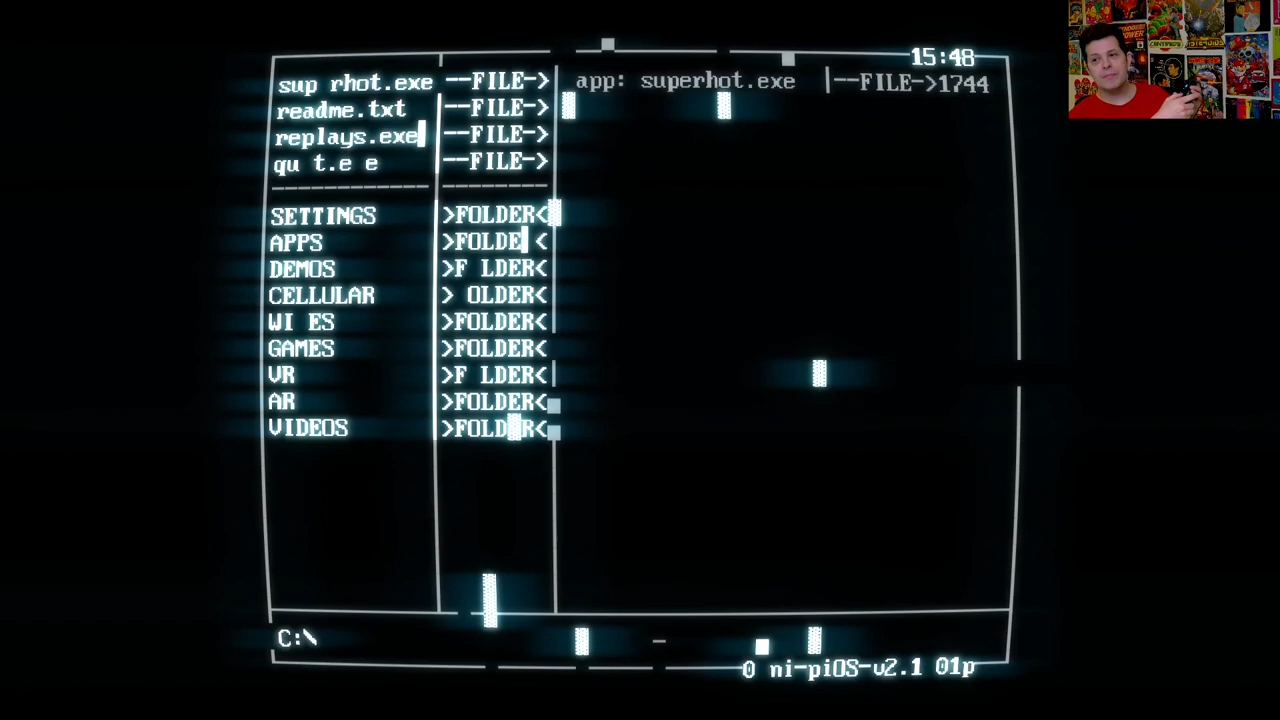 15:48
sup rhot.exe --FILE->
app: superhot.exe |--FILE->1744
readme.txt --FILE->
replays.exe --FILE->
qu t.e e --FILE->
SETTINGS >FOLDER<
APPS >FOLDE <
DEMOS >F LDER<
CELLULAR > OLDER<
WI ES >FOLDER<
GAMES >FOLDER<
VR >F LDER<
AR >FOLDER<
VIDEOS >FOLD R<
C:\
0 ni-piOS-v2.1 01p